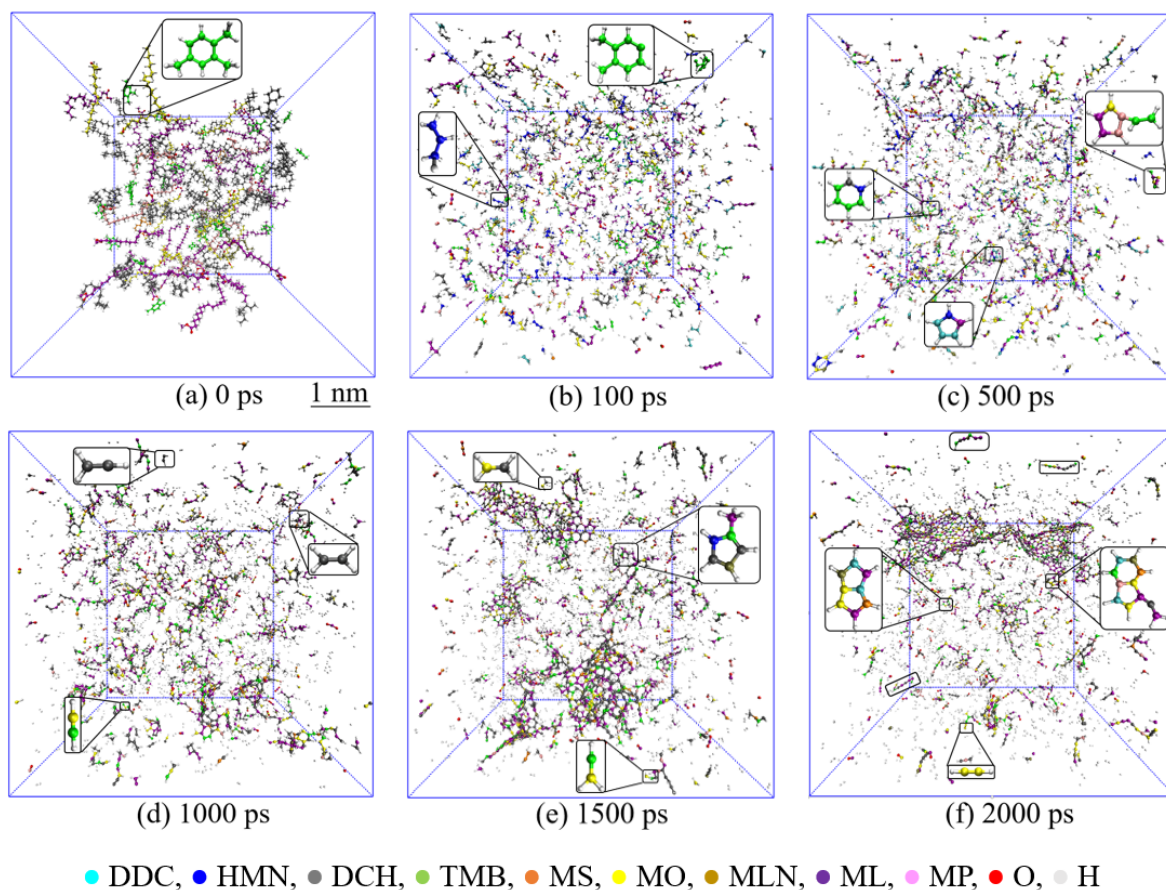 (a) 0 ps
1 nm
(b) 100 ps
(c) 500 ps
(d) 1000 ps
(e) 1500 ps
(f) 2000 ps
DDC, HMN, DCH, TMB, MS, MO, MLN, ML, MP, O, H